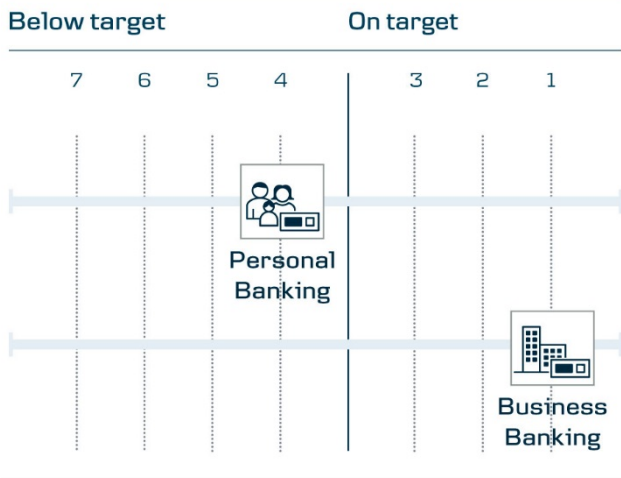 Below target On target
7 6 5 4 3 2 1
Personal
Banking
Business
Banking